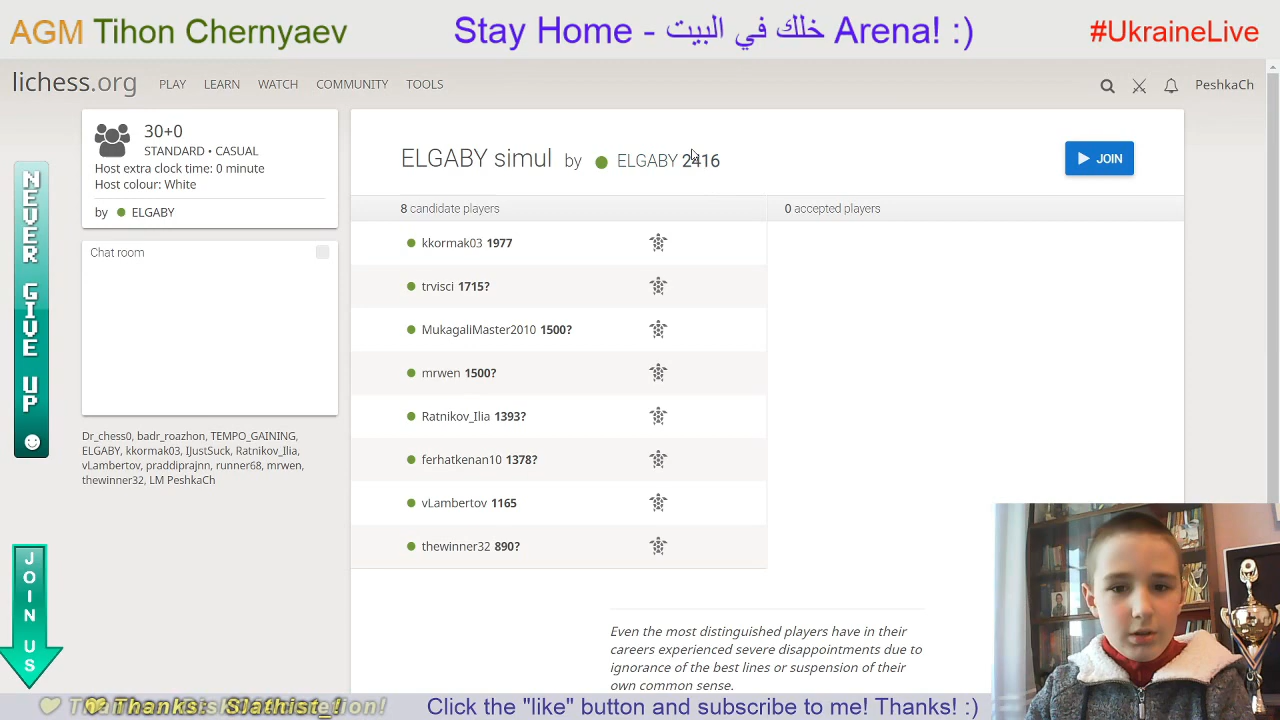 AGM Tihon Chernyaev
Stay Home - خلك في البيت Arena! :)
#UkraineLive
lichess.org
PLAY LEARN WATCH COMMUNITY TOOLS
PeshkaCh
NEVER GIVE UP
30+0
STANDARD • CASUAL
Host extra clock time: 0 minute
Host colour: White
by ELGABY
Chat room
Dr_chess0, badr_roazhon, TEMPO_GAINING,
ELGABY, kkormak03, IJustSuck, Ratnikov_Ilia,
vLambertov, praddiprajnn, runner68, mrwen,
thewinner32, LM PeshkaCh
JOIN US
ELGABY simul by ELGABY 2416
JOIN
8 candidate players
0 accepted players
kkormak03 1977
trvisci 1715?
MukagaliMaster2010 1500?
mrwen 1500?
Ratnikov_Ilia 1393?
ferhatkenan10 1378?
vLambertov 1165
thewinner32 890?
Even the most distinguished players have in their
careers experienced severe disappointments due to
ignorance of the best lines or suspension of their
own common sense.
Thanks: Slathist_!
Click the "like" button and subscribe to me! Thanks! :)